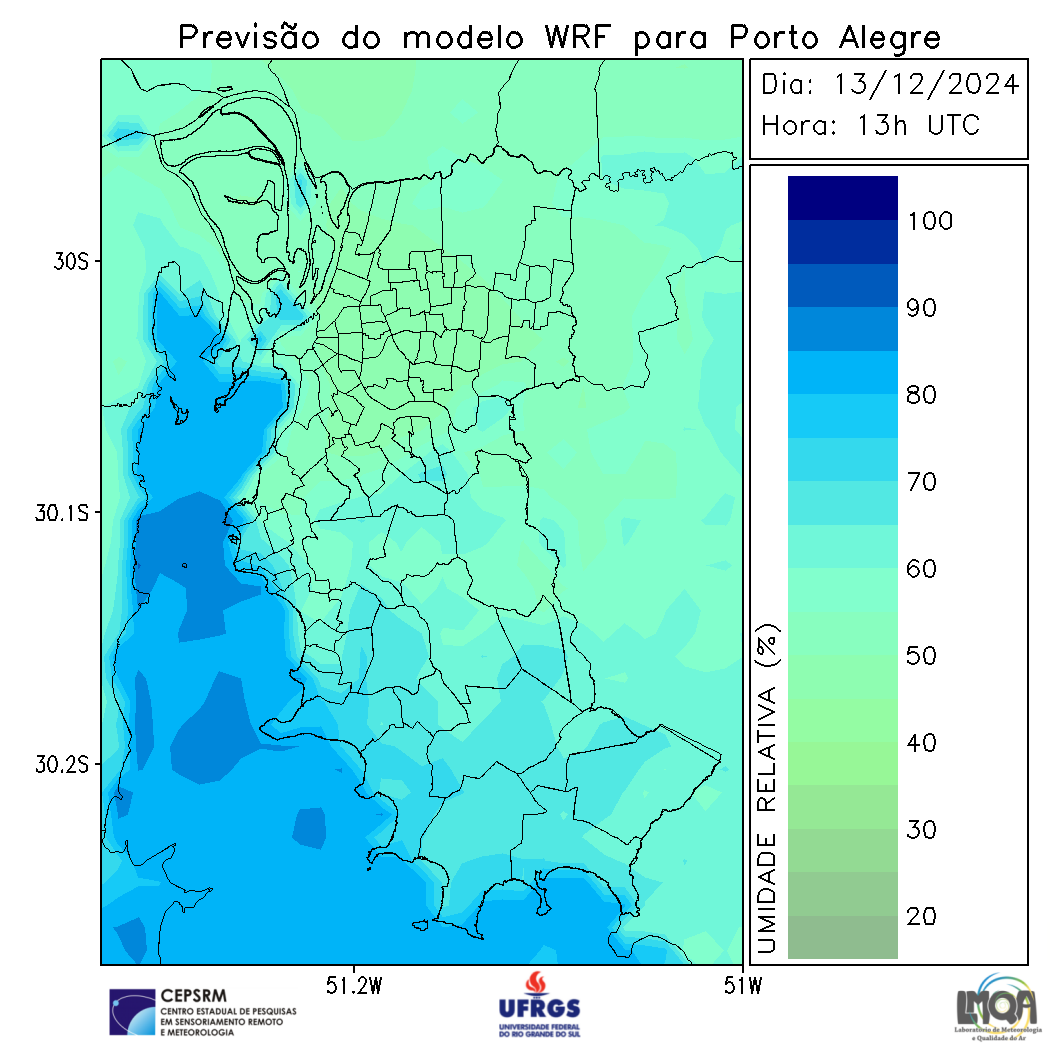 Previsão do modelo WRF para Porto Alegre
Dia: 13/12/2024
Hora: 13h UTC
30S
30.1S
30.2S
51.2W
51W
UMIDADE RELATIVA (%)
100
90
80
70
60
50
40
30
20
CEPSRM
CENTRO ESTADUAL DE PESQUISAS
EM SENSORIAMENTO REMOTO
E METEOROLOGIA
UFRGS
UNIVERSIDADE FEDERAL
DO RIO GRANDE DO SUL
LMQA
Laboratório de Meteorologia
e Qualidade do Ar